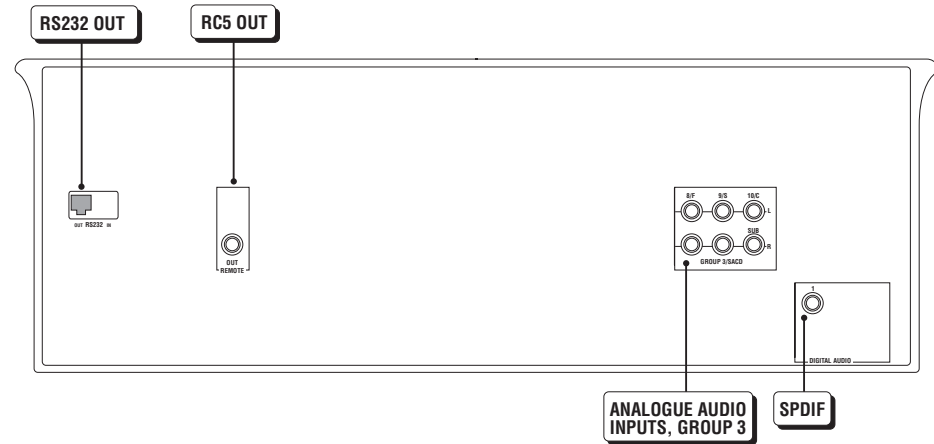 RS232 OUT
RC5 OUT
OUT RS232 IN
OUT
REMOTE
8/F 9/S 10/C
L
SUB
R
GROUP 3/SACD
1
DIGITAL AUDIO
ANALOGUE AUDIO
INPUTS, GROUP 3
SPDIF